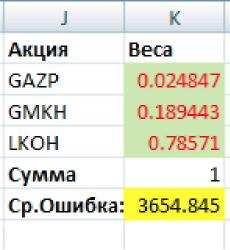 J K
Акция Веса
GAZP 0.024847
GMKH 0.189443
LKOH 0.78571
Сумма 1
Ср.Ошибка: 3654.845